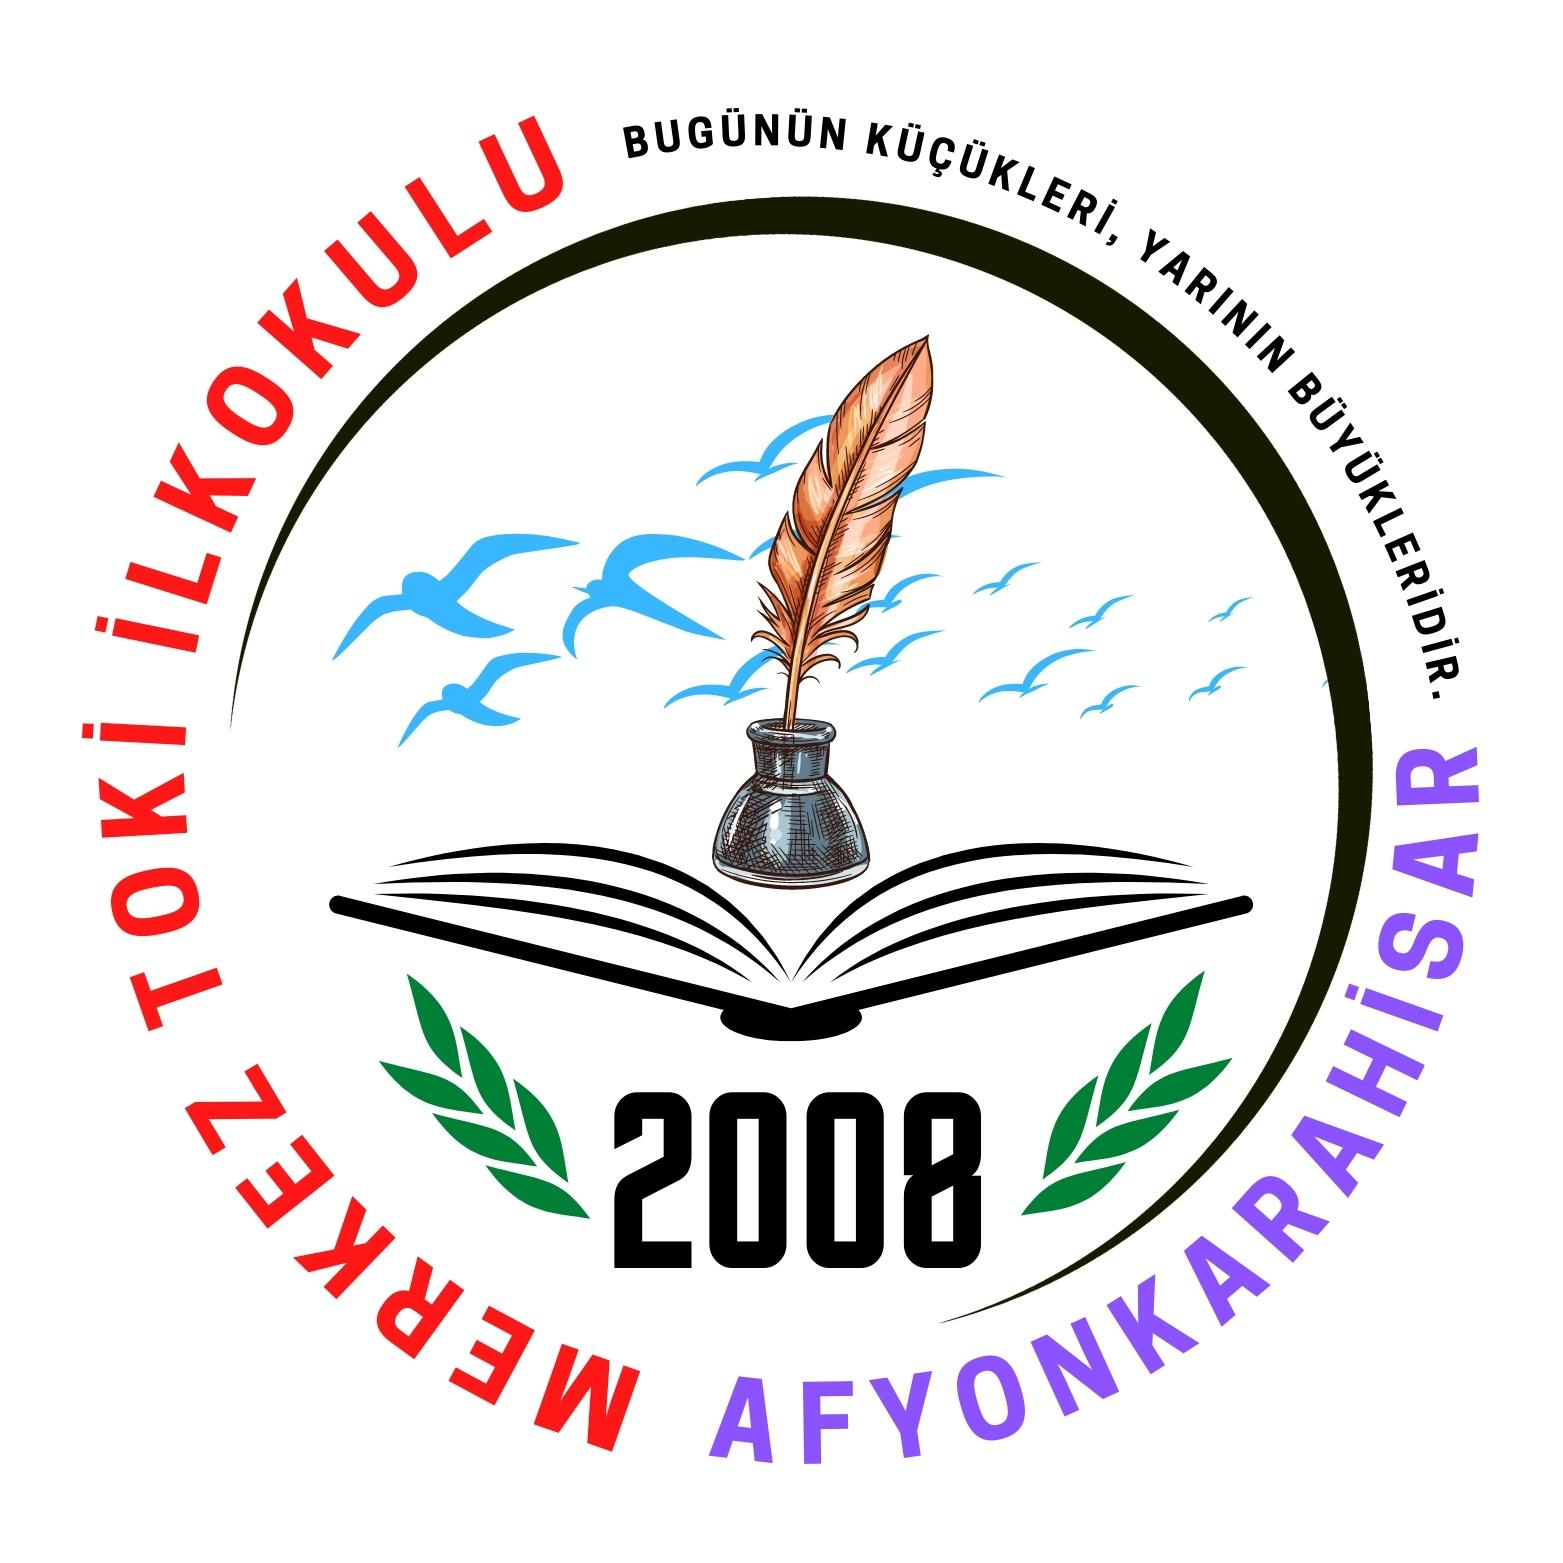 MERKEZ TOKİ İLKOKULU
BUGÜNÜN KÜÇÜKLERİ, YARININ BÜYÜKLERİDİR.
AFYONKARAHİSAR
2008